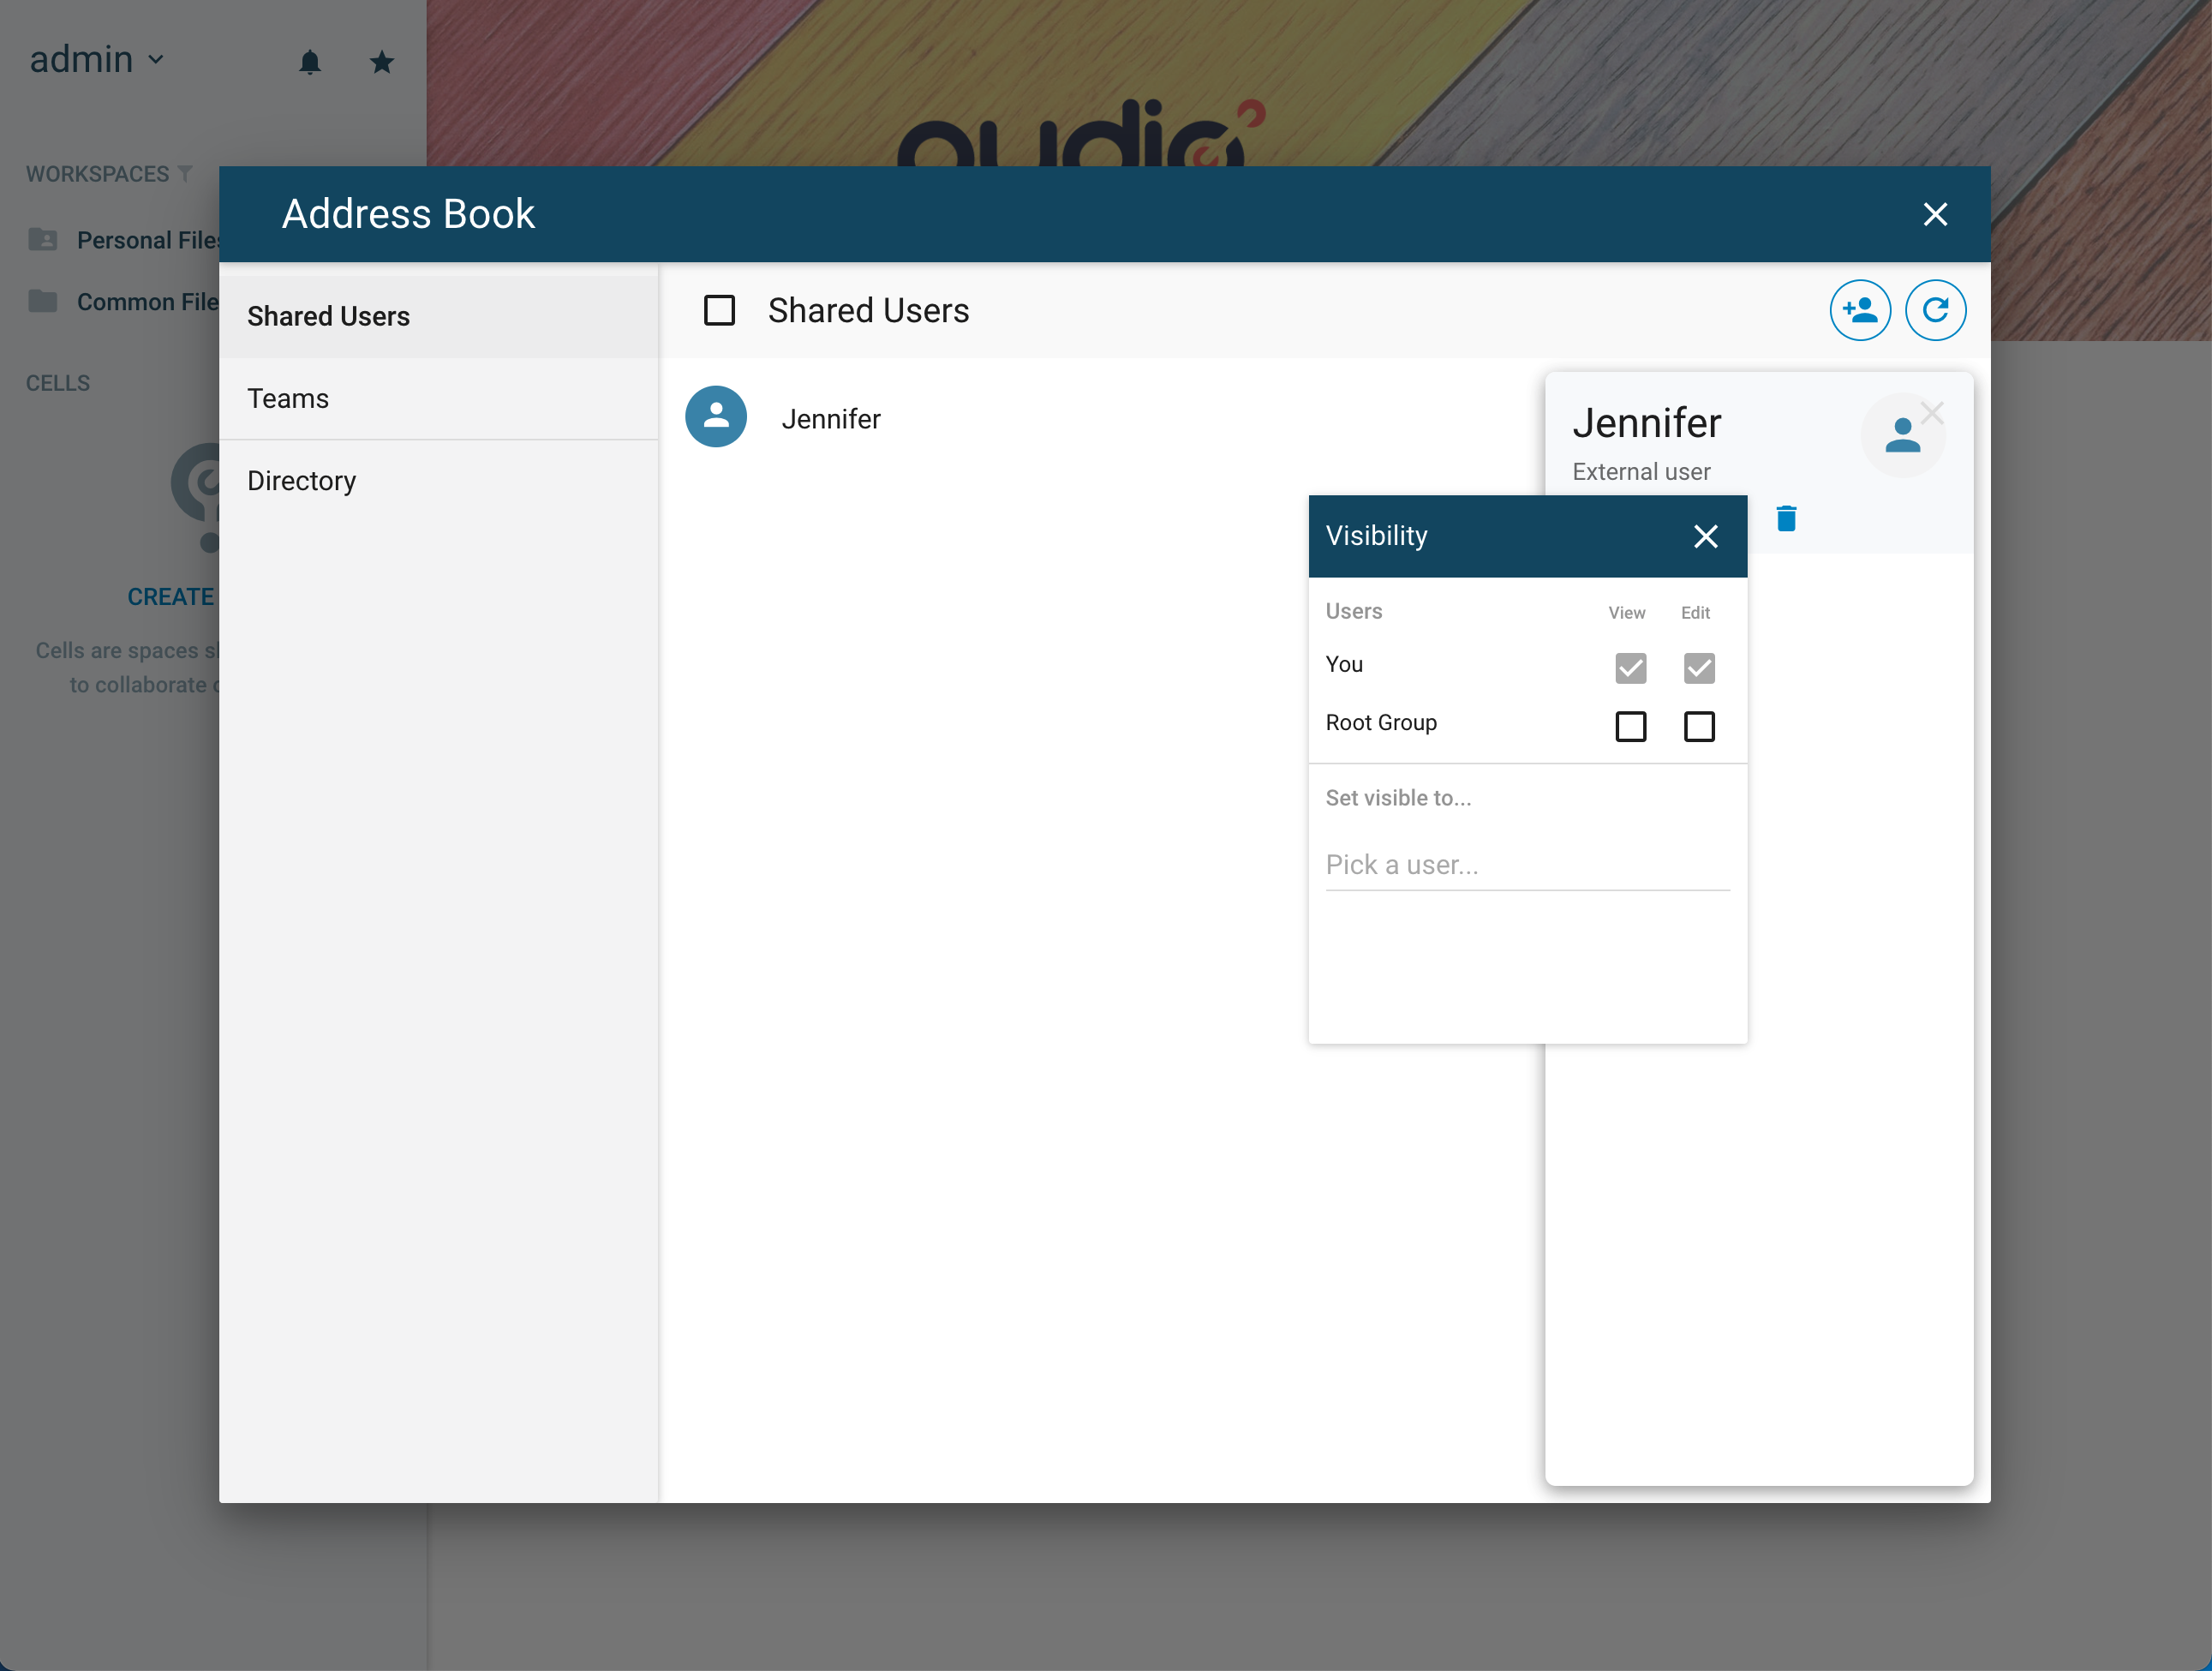 admin
WORKSPACES
Personal Files
Common File
CELLS
CREATE
Cells are spaces
to collaborate
Address Book
Shared Users
Teams
Directory
Shared Users
Jennifer
Jennifer
External user
Visibility
Users View Edit
You
Root Group
Set visible to...
Pick a user...